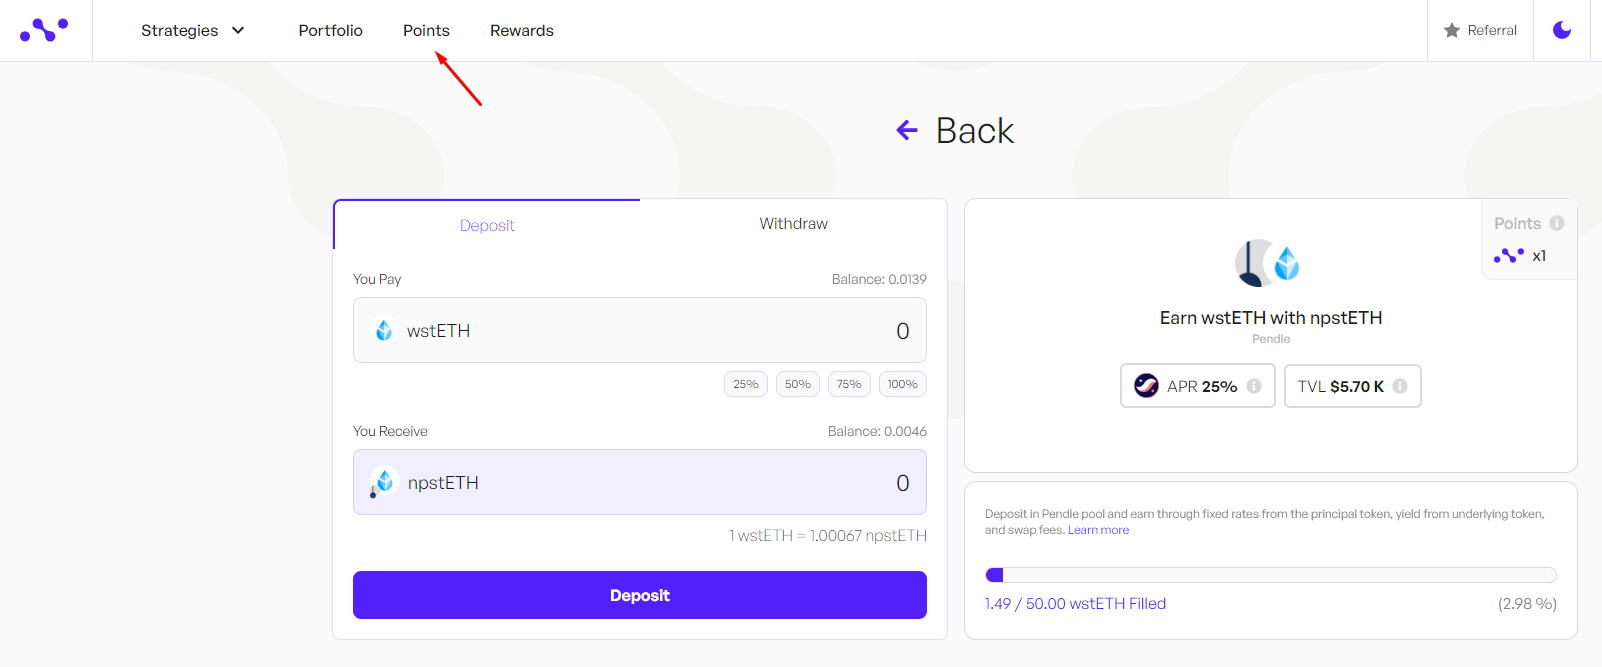 Strategies
Portfolio
Points
Rewards
Referral
Back
Deposit
Withdraw
You Pay
Balance: 0.0139
wstETH
0
25%
50%
75%
100%
You Receive
Balance: 0.0046
npstETH
0
1 wstETH = 1.00067 npstETH
Deposit
Points
x1
Earn wstETH with npstETH
Pendle
APR 25%
TVL $5.70 K
Deposit in Pendle pool and earn through fixed rates from the principal token, yield from underlying token,
and swap fees. Learn more
1.49 / 50.00 wstETH Filled
(2.98 %)